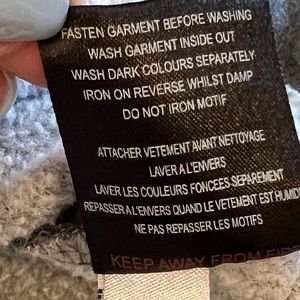 FASTEN GARMENT BEFORE WASHING
WASH GARMENT INSIDE OUT
WASH DARK COLOURS SEPARATELY
IRON ON REVERSE WHILST DAMP
DO NOT IRON MOTIF
ATTACHER VETEMENT AVANT NETTOYAGE
LAVER A L'ENVERS
LAVER LES COULEURS FONCEES SEPAREMENT
REPASSER A L'ENVERS QUAND LE VETEMENT EST HUMIDE
NE PAS REPASSER LES MOTIFS
KEEP AWAY FROM FIRE